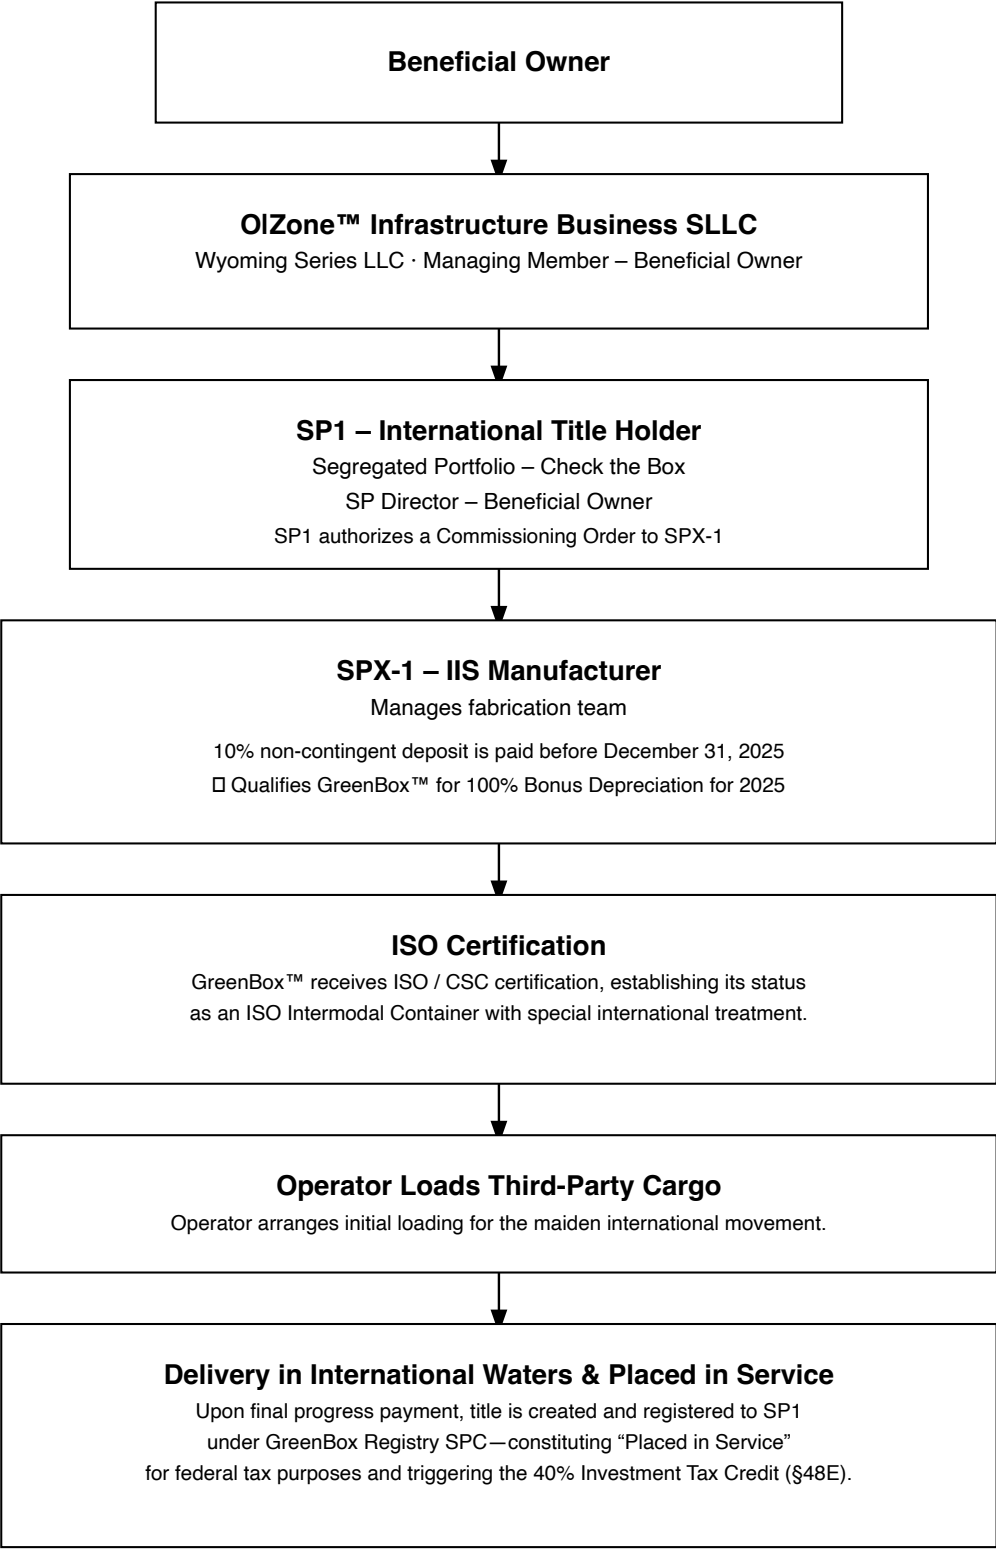 Beneficial Owner
OIZone™ Infrastructure Business SLLC
Wyoming Series LLC · Managing Member – Beneficial Owner
SP1 – International Title Holder
Segregated Portfolio – Check the Box
SP Director – Beneficial Owner
SP1 authorizes a Commissioning Order to SPX-1
SPX-1 – IIS Manufacturer
Manages fabrication team
10% non-contingent deposit is paid before December 31, 2025
Qualifies GreenBox™ for 100% Bonus Depreciation for 2025
ISO Certification
GreenBox™ receives ISO / CSC certification, establishing its status
as an ISO Intermodal Container with special international treatment.
Operator Loads Third-Party Cargo
Operator arranges initial loading for the maiden international movement.
Delivery in International Waters & Placed in Service
Upon final progress payment, title is created and registered to SP1
under GreenBox Registry SPC—constituting “Placed in Service”
for federal tax purposes and triggering the 40% Investment Tax Credit (§48E).